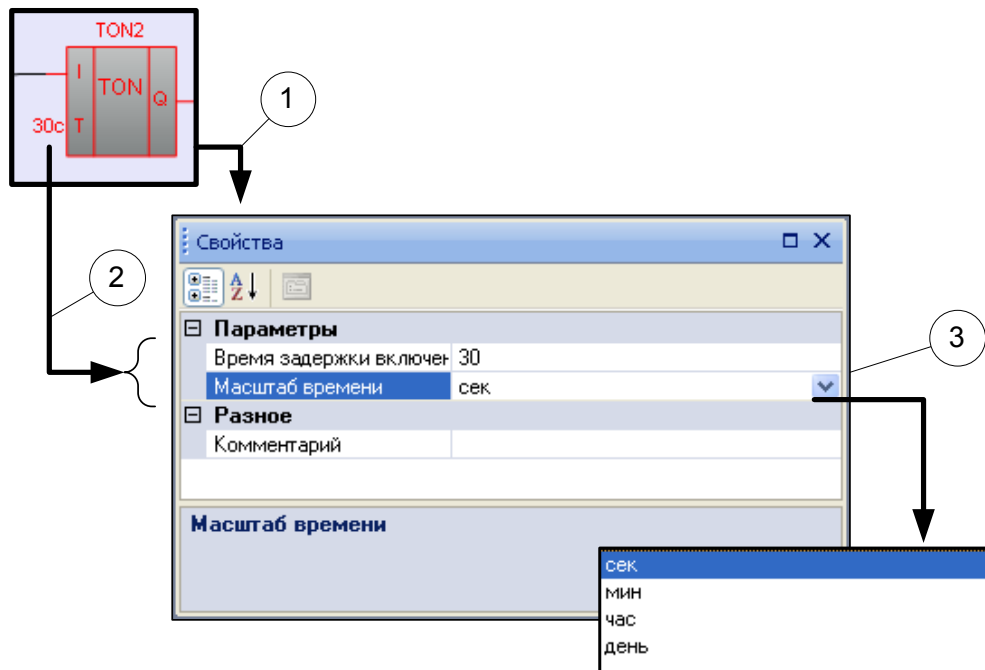 TON2
I
TON
Q
30с T
1
2
3
Свойства
A
Z
Параметры
Время задержки включен 30
Масштаб времени сек
Разное
Комментарий
Масштаб времени
сек
мин
час
день